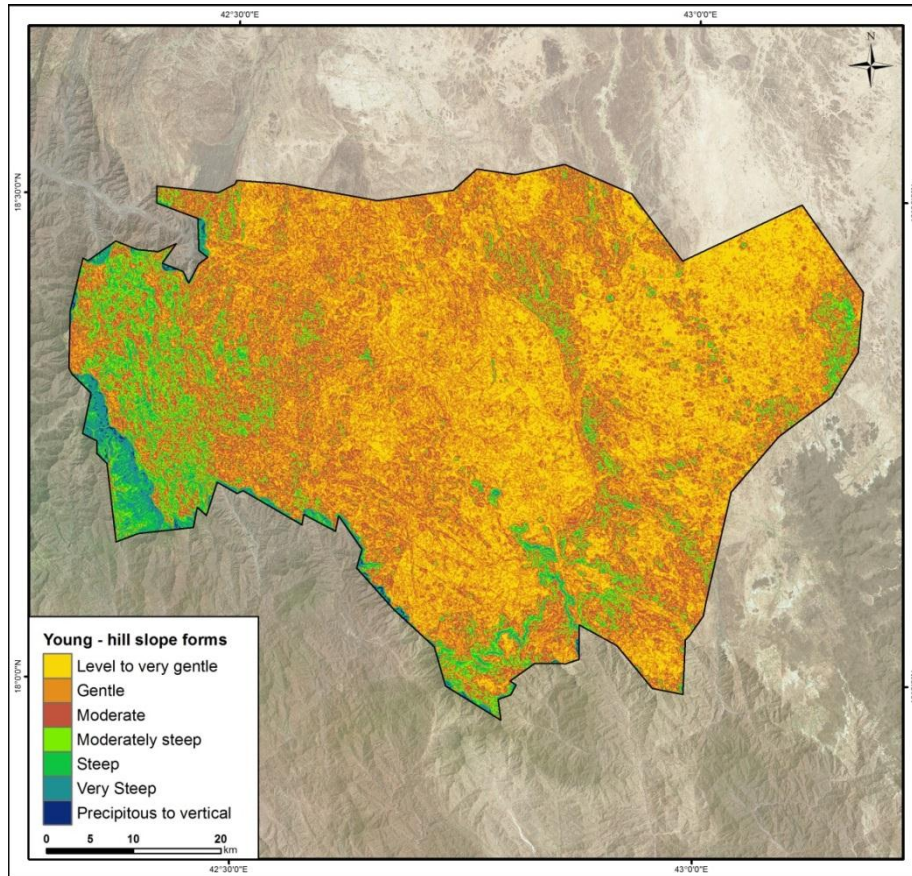 42°30'0"E
43°0'0"E
N
18°30'0"N
18°0'0"N
Young - hill slope forms
Level to very gentle
Gentle
Moderate
Moderately steep
Steep
Very Steep
Precipitous to vertical
0 5 10 20
km
42°30'0"E
43°0'0"E